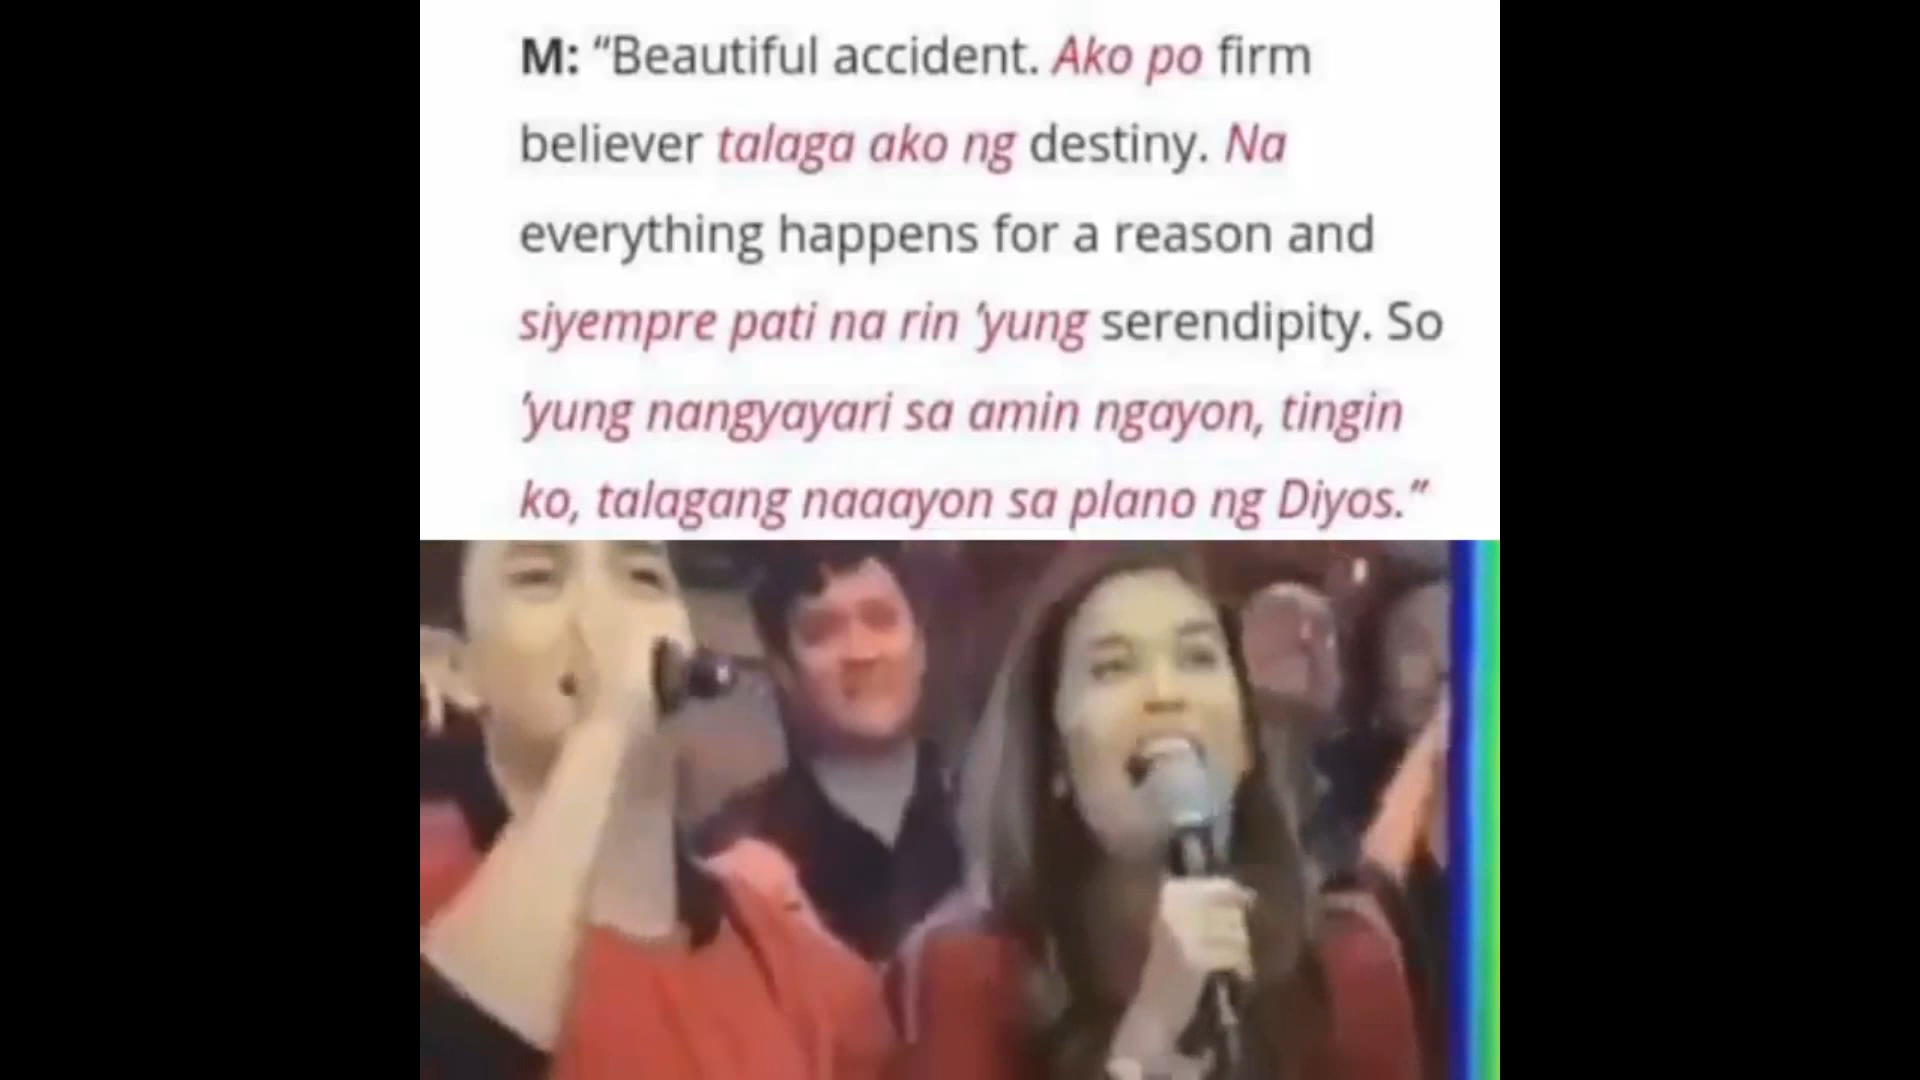 M: “Beautiful accident. Ako po firm
believer talaga ako ng destiny. Na
everything happens for a reason and
siyempre pati na rin ’yung serendipity. So
’yung nangyayari sa amin ngayon, tingin
ko, talagang naaayon sa plano ng Diyos.”